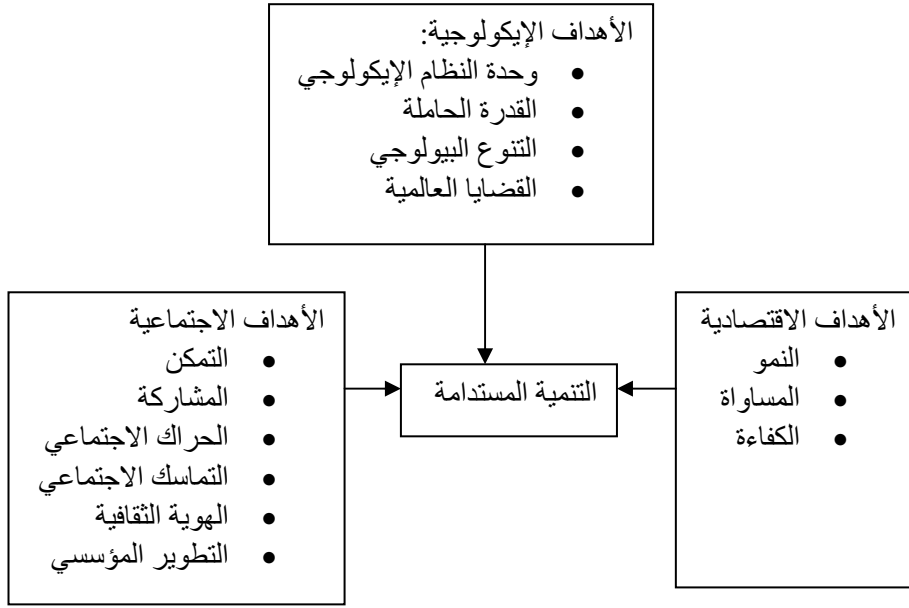 الأهداف الإيكولوجية:
• وحدة النظام الإيكولوجي
• القدرة الحاملة
• التنوع البيولوجي
• القضايا العالمية
الأهداف الاقتصادية
• النمو
• المساواة
• الكفاءة
التنمية المستدامة
الأهداف الاجتماعية
• التمكن
• المشاركة
• الحراك الاجتماعي
• التماسك الاجتماعي
• الهوية الثقافية
• التطوير المؤسسي